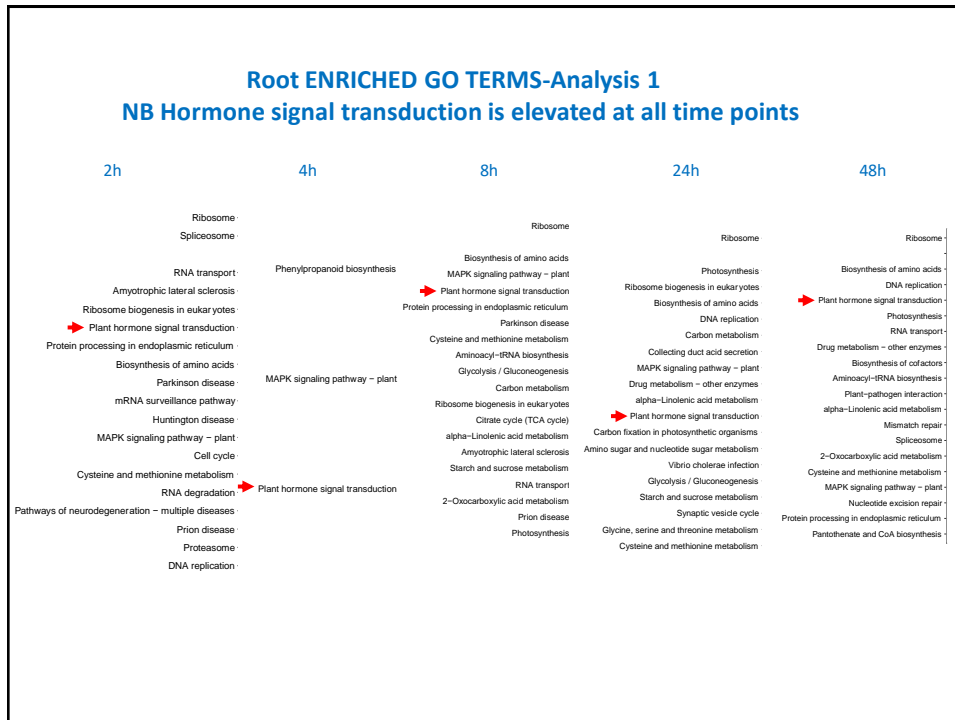 Root ENRICHED GO TERMS-Analysis 1
NB Hormone signal transduction is elevated at all time points
2h
Ribosome
Spliceosome
RNA transport
Amyotrophic lateral sclerosis
Ribosome biogenesis in eukaryotes
Plant hormone signal transduction
Protein processing in endoplasmic reticulum
Biosynthesis of amino acids
Parkinson disease
mRNA surveillance pathway
Huntington disease
MAPK signaling pathway − plant
Cell cycle
Cysteine and methionine metabolism
RNA degradation
Pathways of neurodegeneration − multiple diseases
Prion disease
Proteasome
DNA replication
4h
Phenylpropanoid biosynthesis
MAPK signaling pathway − plant
Plant hormone signal transduction
8h
Ribosome
Biosynthesis of amino acids
MAPK signaling pathway − plant
Plant hormone signal transduction
Protein processing in endoplasmic reticulum
Parkinson disease
Cysteine and methionine metabolism
Aminoacyl−tRNA biosynthesis
Glycolysis / Gluconeogenesis
Carbon metabolism
Ribosome biogenesis in eukaryotes
Citrate cycle (TCA cycle)
alpha−Linolenic acid metabolism
Amyotrophic lateral sclerosis
Starch and sucrose metabolism
RNA transport
2−Oxocarboxylic acid metabolism
Prion disease
Photosynthesis
24h
Ribosome
Photosynthesis
Ribosome biogenesis in eukaryotes
Biosynthesis of amino acids
DNA replication
Carbon metabolism
Collecting duct acid secretion
MAPK signaling pathway − plant
Drug metabolism − other enzymes
alpha−Linolenic acid metabolism
Plant hormone signal transduction
Carbon fixation in photosynthetic organisms
Amino sugar and nucleotide sugar metabolism
Vibrio cholerae infection
Glycolysis / Gluconeogenesis
Starch and sucrose metabolism
Synaptic vesicle cycle
Glycine, serine and threonine metabolism
Cysteine and methionine metabolism
48h
Ribosome
Biosynthesis of amino acids
DNA replication
Plant hormone signal transduction
Photosynthesis
RNA transport
Drug metabolism − other enzymes
Biosynthesis of cofactors
Aminoacyl−tRNA biosynthesis
Plant−pathogen interaction
alpha−Linolenic acid metabolism
Mismatch repair
Spliceosome
2−Oxocarboxylic acid metabolism
Cysteine and methionine metabolism
MAPK signaling pathway − plant
Nucleotide excision repair
Protein processing in endoplasmic reticulum
Pantothenate and CoA biosynthesis